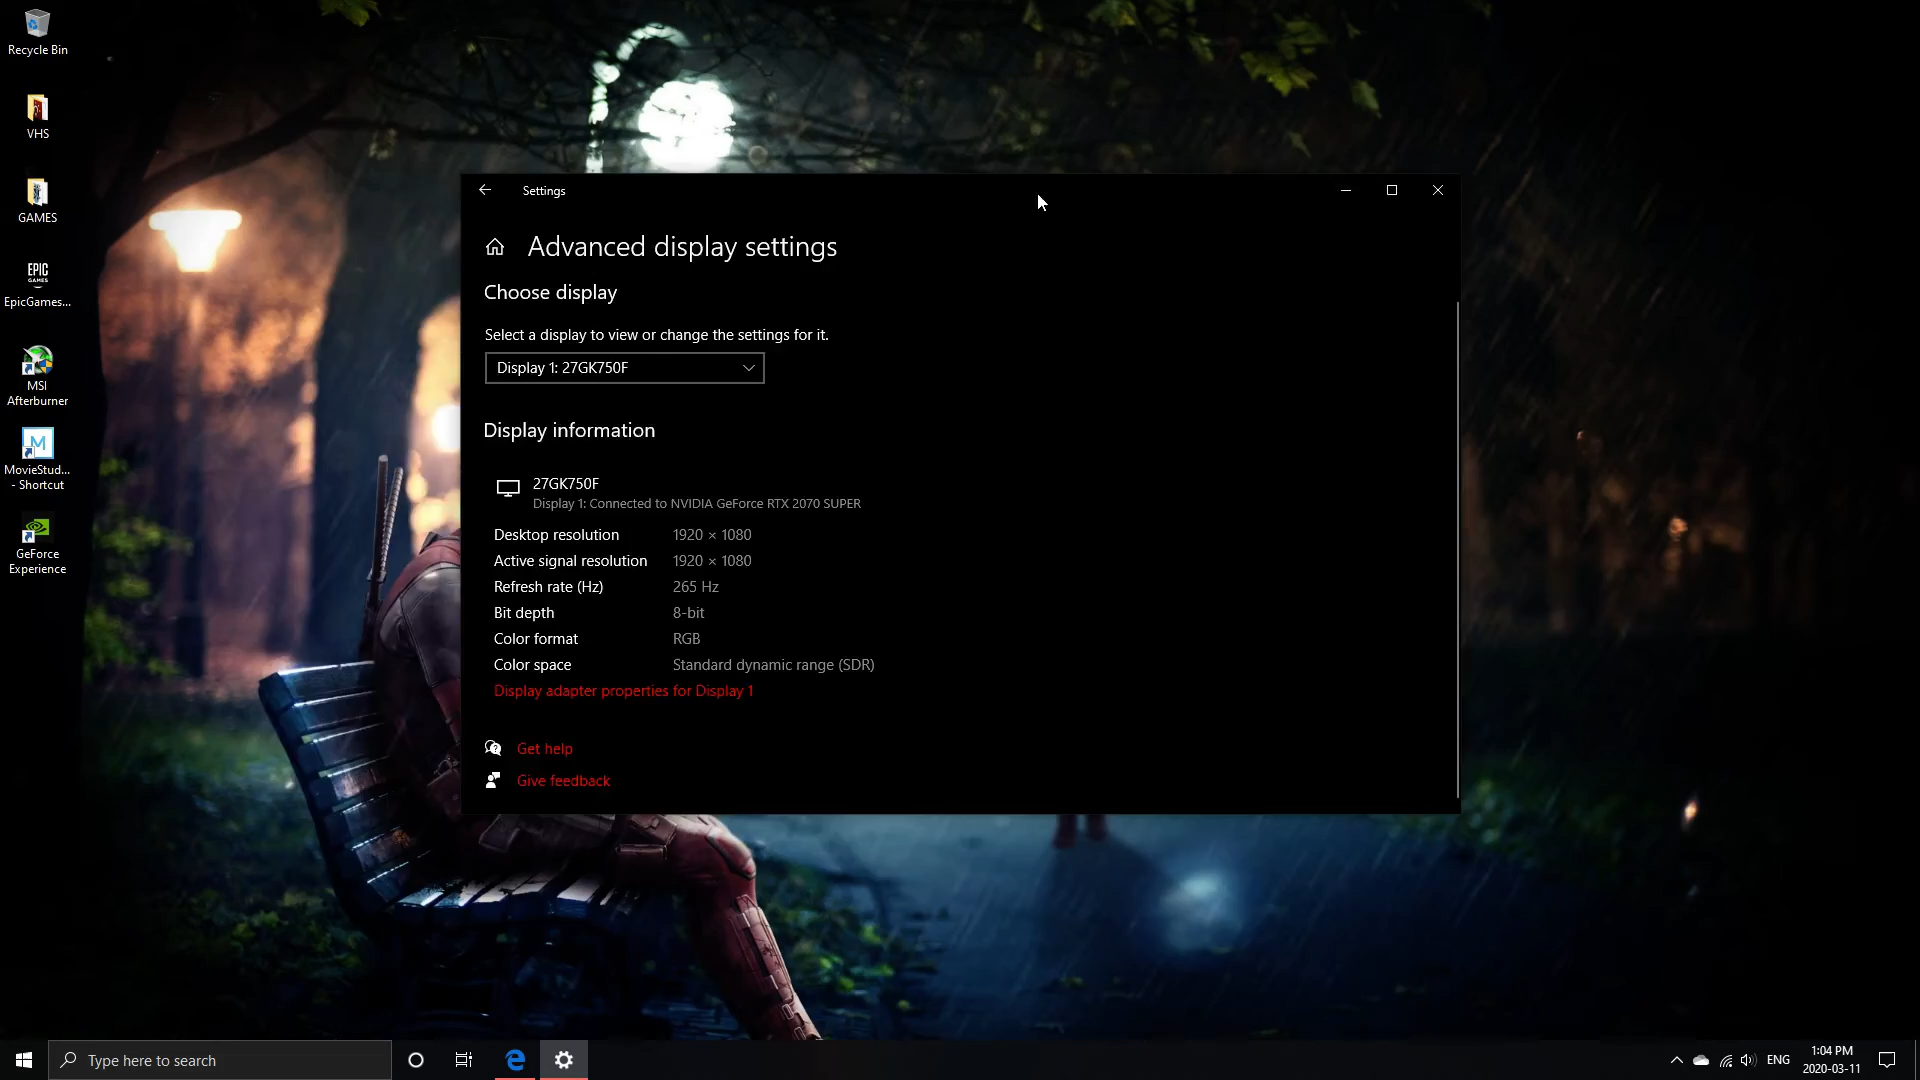 Recycle Bin
VHS
GAMES
EPIC
GAMES
EpicGames...
MSI
Afterburner
M
MovieStud...
- Shortcut
GeForce
Experience
Settings
Advanced display settings
Choose display
Select a display to view or change the settings for it.
Display 1: 27GK750F
Display information
27GK750F
Display 1: Connected to NVIDIA GeForce RTX 2070 SUPER
Desktop resolution 1920 × 1080
Active signal resolution 1920 × 1080
Refresh rate (Hz) 265 Hz
Bit depth 8-bit
Color format RGB
Color space Standard dynamic range (SDR)
Display adapter properties for Display 1
Get help
Give feedback
Type here to search
ENG
1:04 PM
2020-03-11